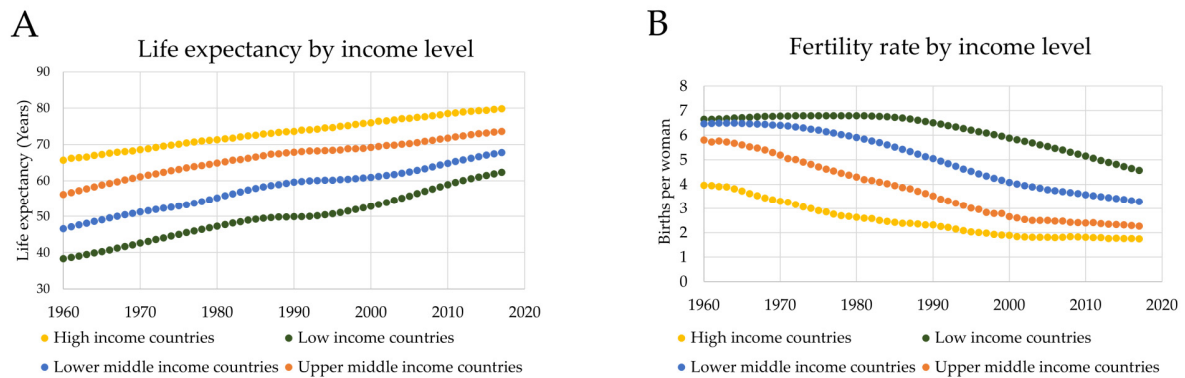 A
Life expectancy by income level
Life expectancy (Years)
90
80
70
60
50
40
30
1960 1970 1980 1990 2000 2010 2020
High income countries Low income countries
Lower middle income countries Upper middle income countries
B
Fertility rate by income level
Births per woman
8
7
6
5
4
3
2
1
0
1960 1970 1980 1990 2000 2010 2020
High income countries Low income countries
Lower middle income countries Upper middle income countries